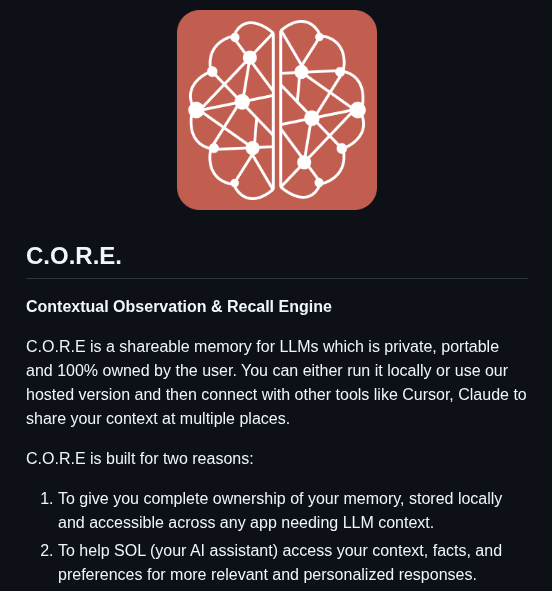 C.O.R.E.
Contextual Observation & Recall Engine
C.O.R.E is a shareable memory for LLMs which is private, portable
and 100% owned by the user. You can either run it locally or use our
hosted version and then connect with other tools like Cursor, Claude to
share your context at multiple places.
C.O.R.E is built for two reasons:
1. To give you complete ownership of your memory, stored locally
and accessible across any app needing LLM context.
2. To help SOL (your AI assistant) access your context, facts, and
preferences for more relevant and personalized responses.